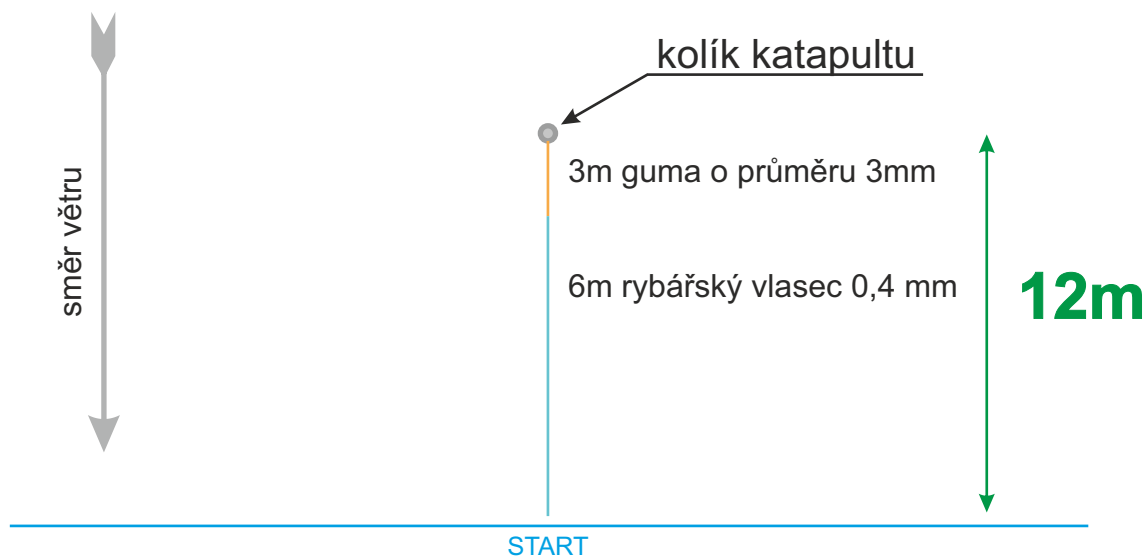 kolík katapultu
směr větru
3m guma o průměru 3mm
6m rybářský vlasec 0,4 mm
12m
START